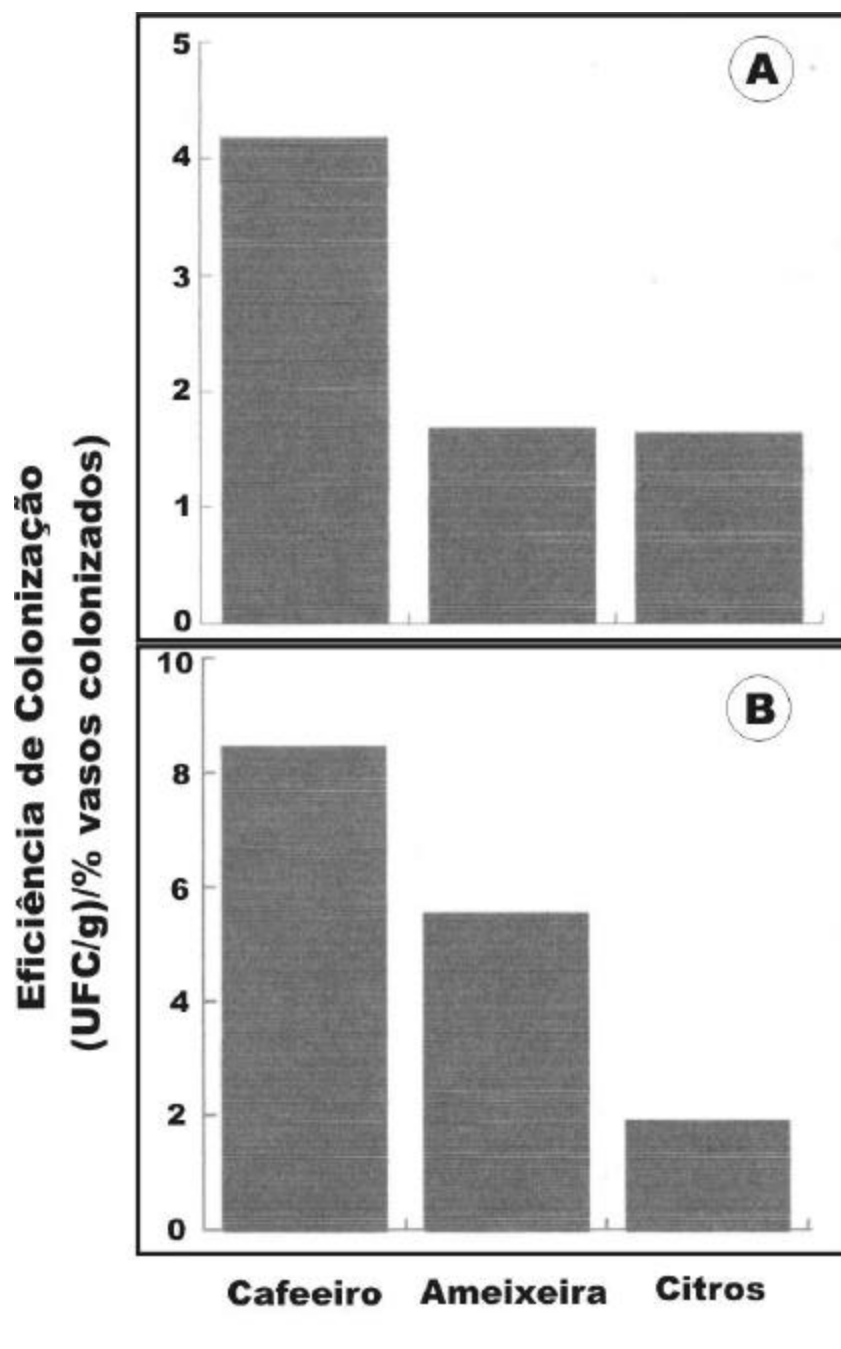 Eficiência de Colonização
(UFC/g)/% vasos colonizados)
A
5
4
3
2
1
0
B
10
8
6
4
2
0
Cafeeiro Ameixeira Citros